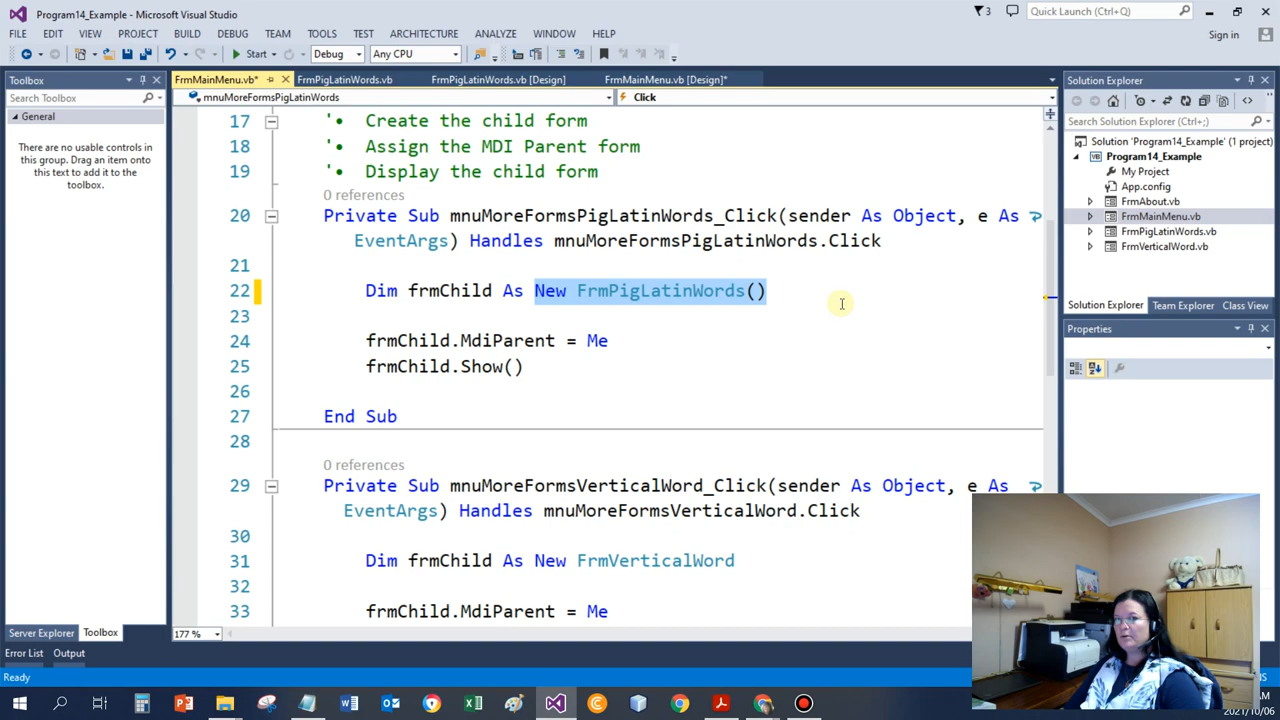 Program14_Example - Microsoft Visual Studio
3
Quick Launch (Ctrl+Q)
FILE EDIT VIEW PROJECT BUILD DEBUG TEAM TOOLS TEST ARCHITECTURE ANALYZE WINDOW HELP
Sign in
Start Debug Any CPU
Toolbox
Search Toolbox
General
There are no usable controls in
this group. Drag an item onto
this text to add it to the
toolbox.
Server Explorer Toolbox
FrmMainMenu.vb* FrmPigLatinWords.vb FrmPigLatinWords.vb [Design] FrmMainMenu.vb [Design]*
mnuMoreFormsPigLatinWords Click
17 '• Create the child form
18 '• Assign the MDI Parent form
19 '• Display the child form
0 references
20 Private Sub mnuMoreFormsPigLatinWords_Click(sender As Object, e As
EventArgs) Handles mnuMoreFormsPigLatinWords.Click
21
22 Dim frmChild As New FrmPigLatinWords()
23
24 frmChild.MdiParent = Me
25 frmChild.Show()
26
27 End Sub
28
0 references
29 Private Sub mnuMoreFormsVerticalWord_Click(sender As Object, e As
EventArgs) Handles mnuMoreFormsVerticalWord.Click
30
31 Dim frmChild As New FrmVerticalWord
32
33 frmChild.MdiParent = Me
177 %
Solution Explorer
Search Solution Explorer (Ctrl+;)
Solution 'Program14_Example' (1 project)
Program14_Example
My Project
App.config
FrmAbout.vb
FrmMainMenu.vb
FrmPigLatinWords.vb
FrmVerticalWord.vb
Solution Explorer Team Explorer Class View
Properties
Error List Output
Ready
2021/10/06